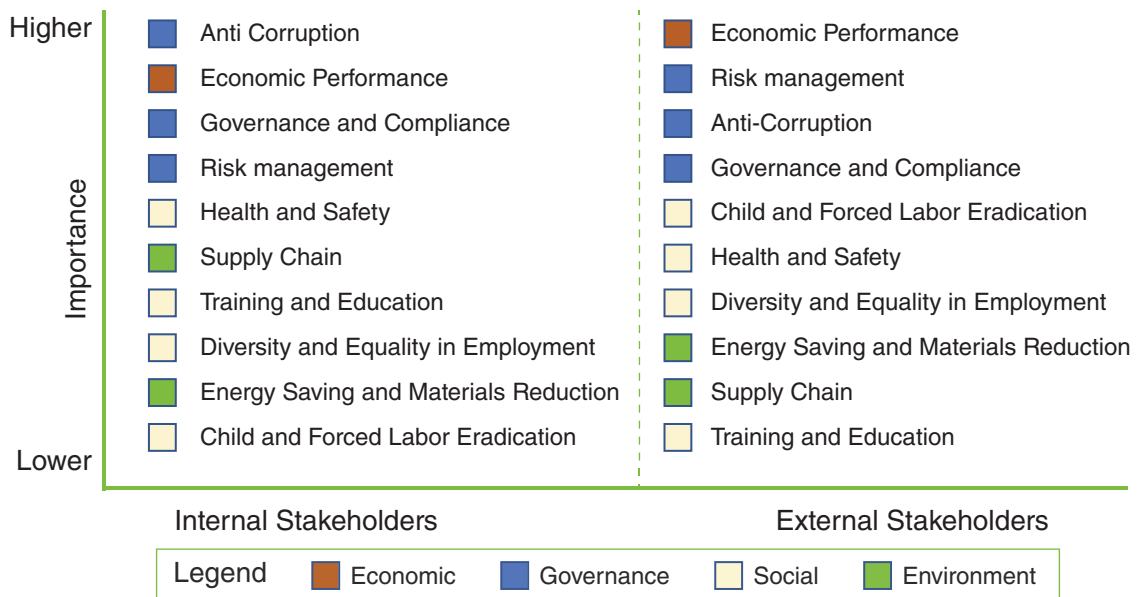 Higher
Importance
Lower
Anti Corruption
Economic Performance
Governance and Compliance
Risk management
Health and Safety
Supply Chain
Training and Education
Diversity and Equality in Employment
Energy Saving and Materials Reduction
Child and Forced Labor Eradication
Internal Stakeholders
Economic Performance
Risk management
Anti-Corruption
Governance and Compliance
Child and Forced Labor Eradication
Health and Safety
Diversity and Equality in Employment
Energy Saving and Materials Reduction
Supply Chain
Training and Education
External Stakeholders
Legend Economic Governance Social Environment